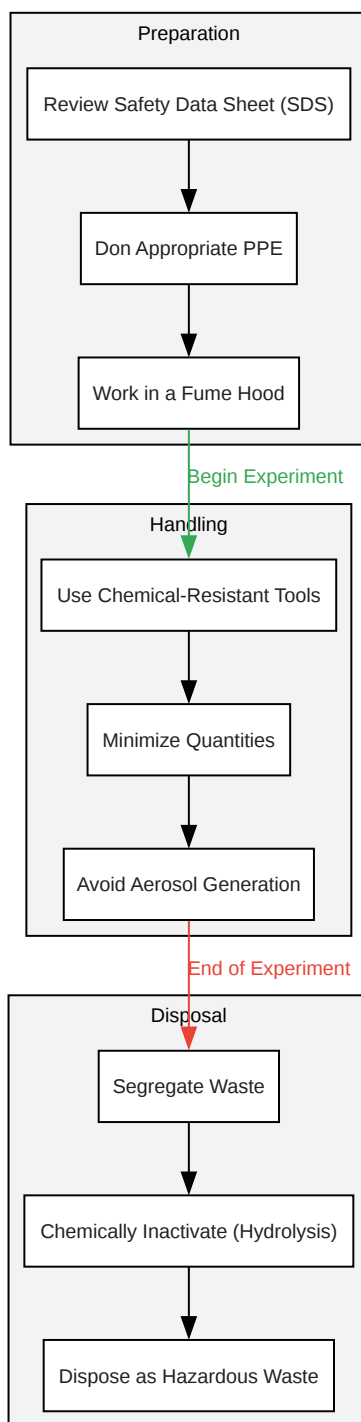 Preparation
Review Safety Data Sheet (SDS)
Don Appropriate PPE
Work in a Fume Hood
Begin Experiment
Handling
Use Chemical-Resistant Tools
Minimize Quantities
Avoid Aerosol Generation
End of Experiment
Disposal
Segregate Waste
Chemically Inactivate (Hydrolysis)
Dispose as Hazardous Waste